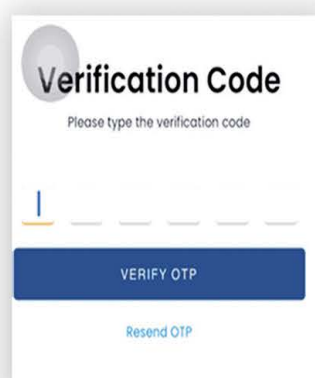 Verification Code
Please type the verification code
VERIFY OTP
Resend OTP